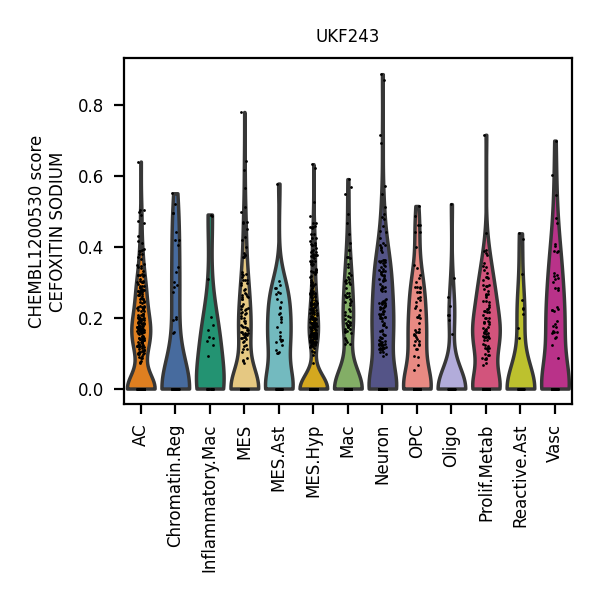 UKF243
CHEMBL1200530 score
CEFOXITIN SODIUM
0.8
0.6
0.4
0.2
0.0
AC
Chromatin.Reg
Inflammatory.Mac
MES
MES.Ast
MES.Hyp
Mac
Neuron
OPC
Oligo
Prolif.Metab
Reactive.Ast
Vasc